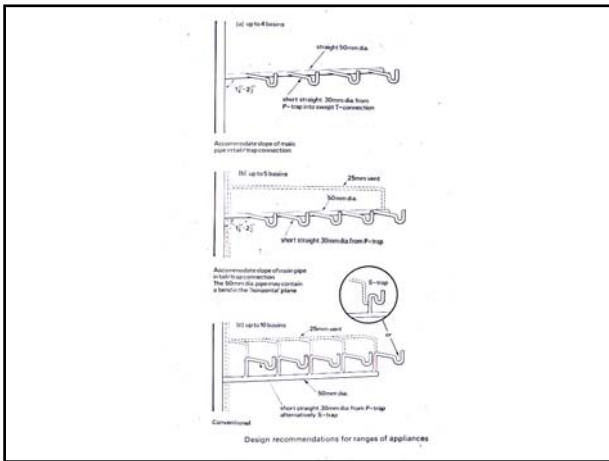 (a) up to 4 basins
straight 50mm dia.
short straight 30mm dia from
P-trap into swept T-connection
Accommodate slope of main
pipe in tail/trap connection
(b) up to 5 basins
25mm vent
50mm dia.
short straight 30mm dia from P-trap.
Accommodate slope of main pipe
in tail/trap connection
The 50mm dia pipe may contain
a bend in the 'horizontal' plane
S-trap
or
(c) up to 10 basins
25mm vent
50mm dia.
short straight 30mm dia from P-trap
alternatively S-trap
Conventional
Design recommendations for ranges of appliances